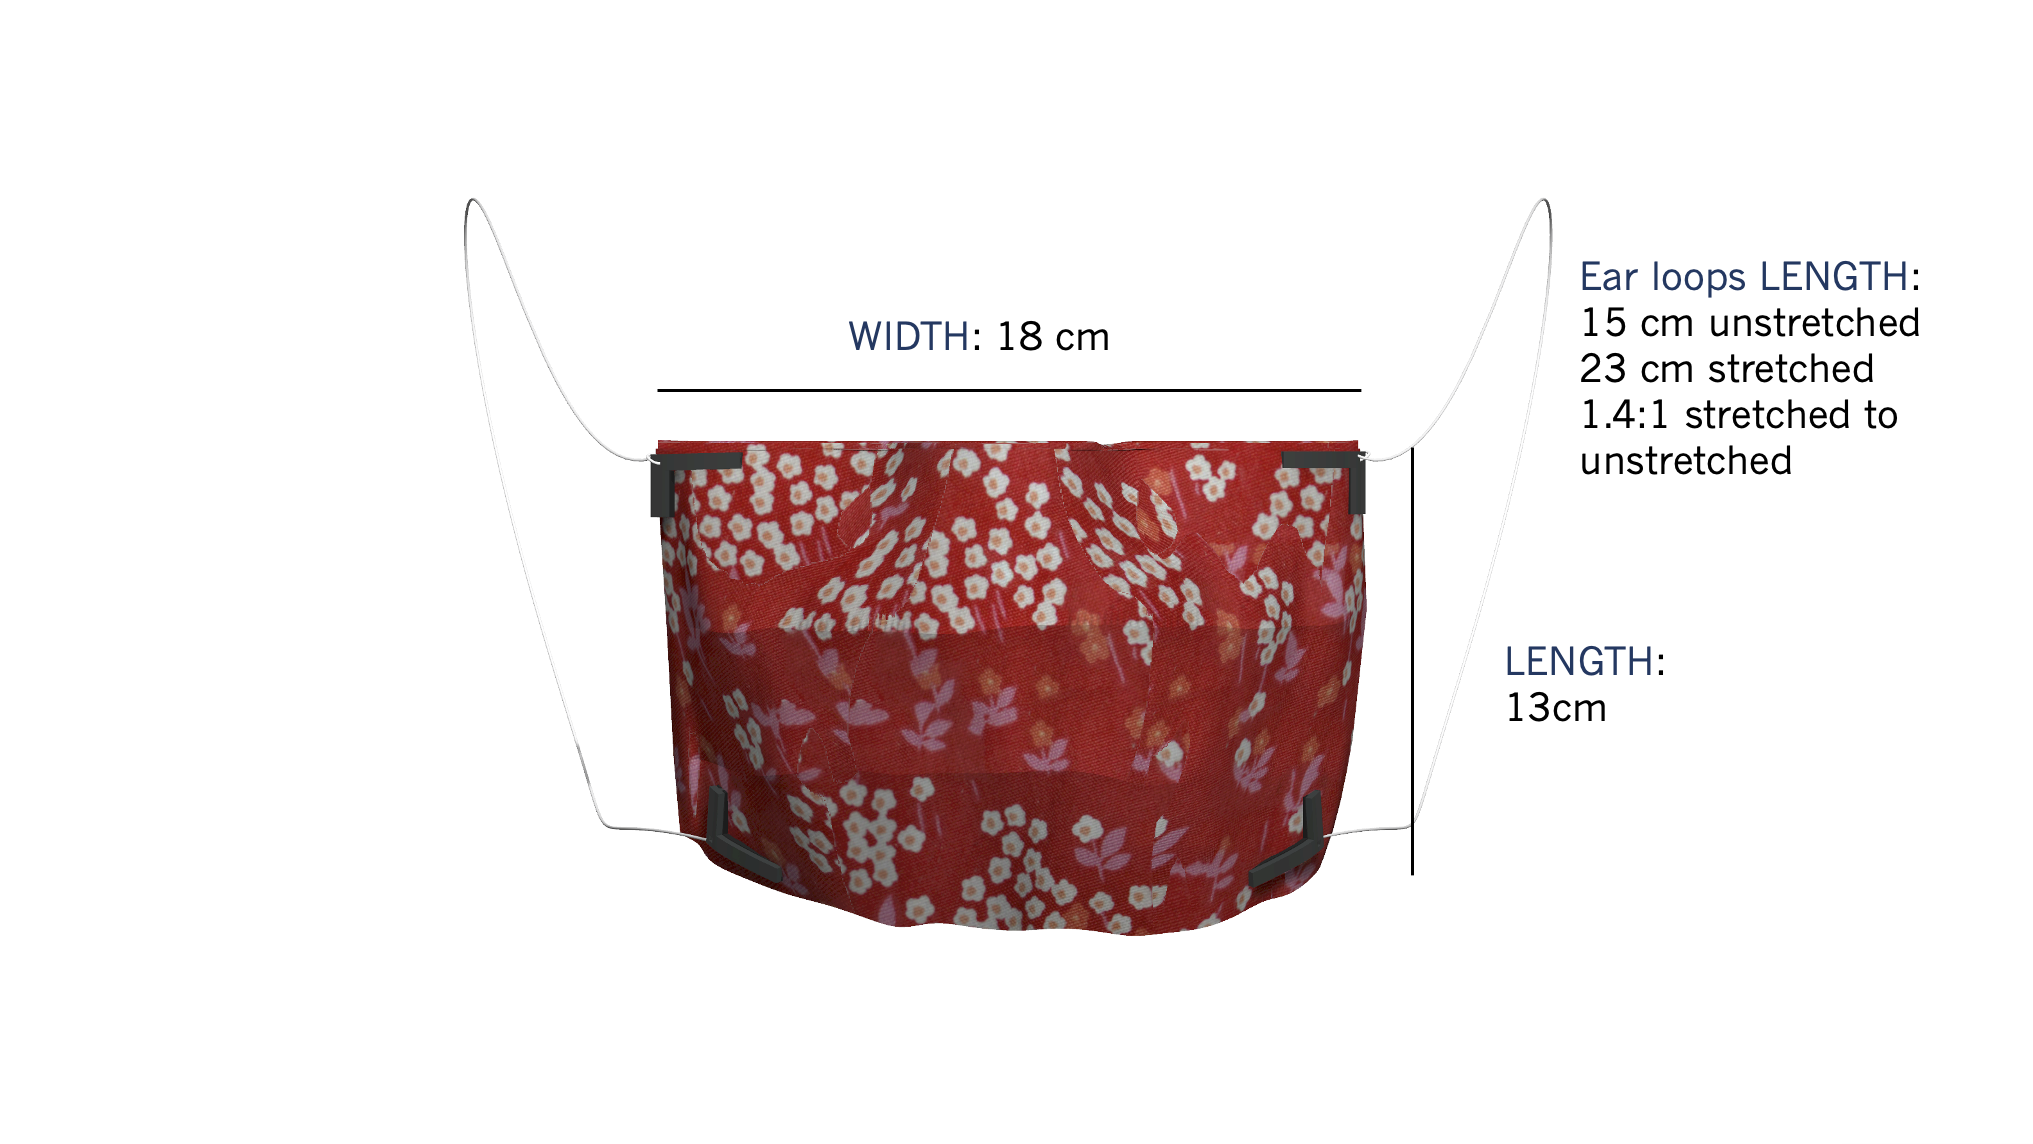 WIDTH: 18 cm
Ear loops LENGTH:
15 cm unstretched
23 cm stretched
1.4:1 stretched to
unstretched
LENGTH:
13cm